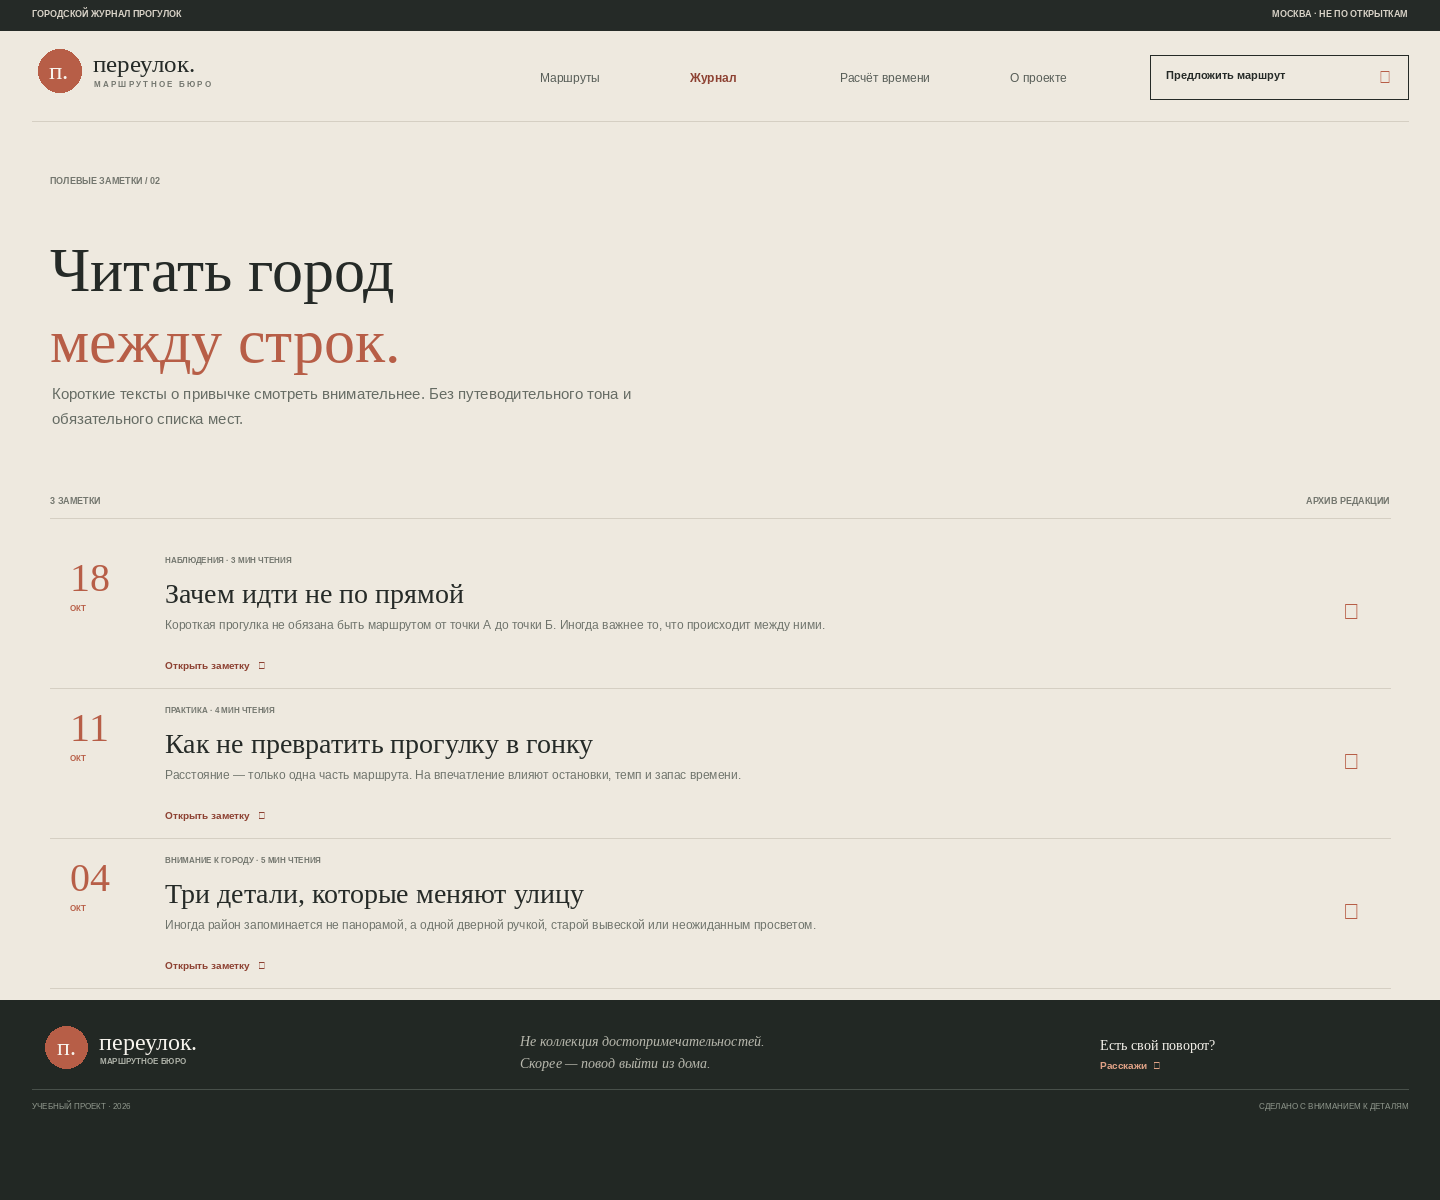 ГОРОДСКОЙ ЖУРНАЛ ПРОГУЛОК
МОСКВА · НЕ ПО ОТКРЫТКАМ
п.
переулок.
МАРШРУТНОЕ БЮРО
Маршруты
Журнал
Расчёт времени
О проекте
Предложить маршрут
ПОЛЕВЫЕ ЗАМЕТКИ / 02
Читать город
между строк.
Короткие тексты о привычке смотреть внимательнее. Без путеводительного тона и
обязательного списка мест.
3 ЗАМЕТКИ
АРХИВ РЕДАКЦИИ
18
ОКТ
НАБЛЮДЕНИЯ · 3 МИН ЧТЕНИЯ
Зачем идти не по прямой
Короткая прогулка не обязана быть маршрутом от точки А до точки Б. Иногда важнее то, что происходит между ними.
Открыть заметку
11
ОКТ
ПРАКТИКА · 4 МИН ЧТЕНИЯ
Как не превратить прогулку в гонку
Расстояние — только одна часть маршрута. На впечатление влияют остановки, темп и запас времени.
Открыть заметку
04
ОКТ
ВНИМАНИЕ К ГОРОДУ · 5 МИН ЧТЕНИЯ
Три детали, которые меняют улицу
Иногда район запоминается не панорамой, а одной дверной ручкой, старой вывеской или неожиданным просветом.
Открыть заметку
п.
переулок.
МАРШРУТНОЕ БЮРО
Не коллекция достопримечательностей.
Скорее — повод выйти из дома.
Есть свой поворот?
Расскажи
УЧЕБНЫЙ ПРОЕКТ · 2026
СДЕЛАНО С ВНИМАНИЕМ К ДЕТАЛЯМ